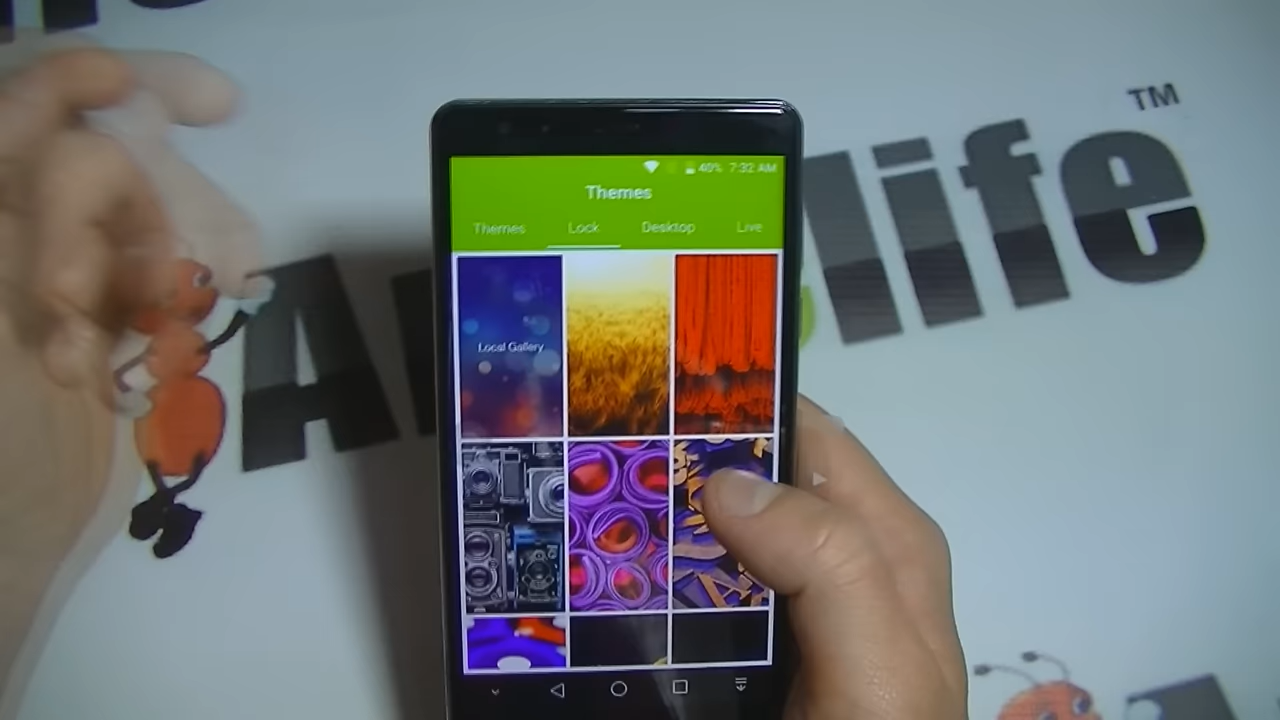 TM
life
A
40% 7:32 AM
Themes
Themes Lock Desktop Live
Local Gallery